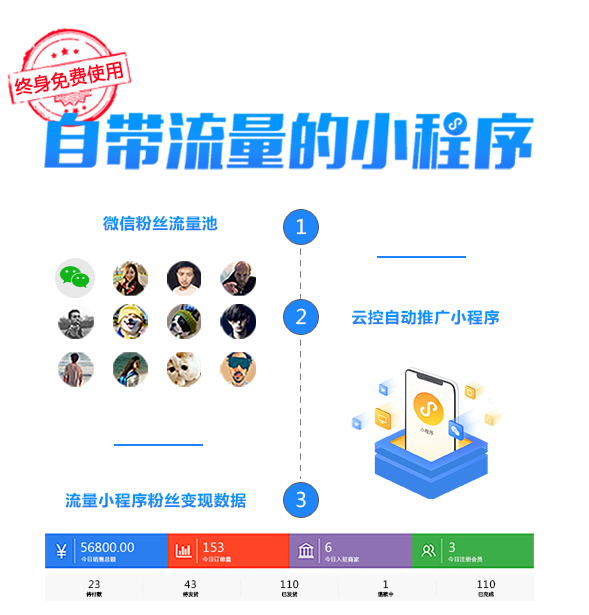 终身免费使用
自带流量的小程序
微信粉丝流量池
1
2
云控自动推广小程序
小程序
流量小程序粉丝变现数据
3
¥ 56800.00
今日销售总额
153
今日订单量
6
今日入驻商家
3
今日注册会员
23
待付款
43
待发货
110
已发货
1
退款中
110
已完成